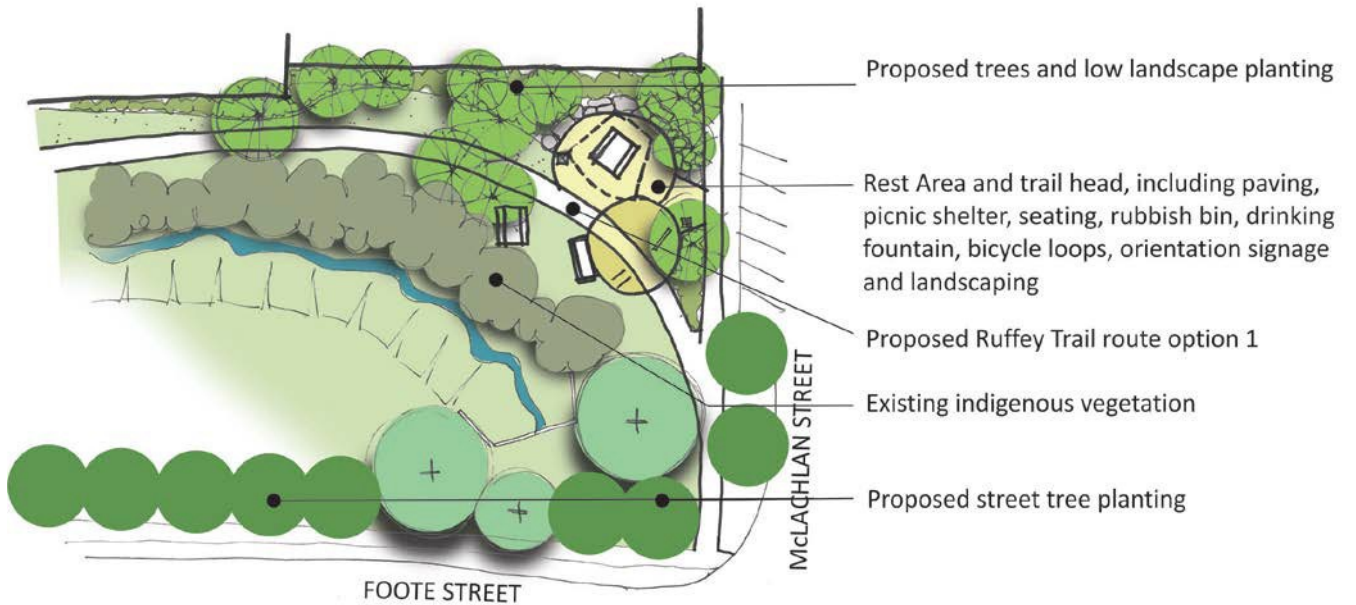 Proposed trees and low landscape planting
Rest Area and trail head, including paving,
picnic shelter, seating, rubbish bin, drinking
fountain, bicycle loops, orientation signage
and landscaping
Proposed Ruffey Trail route option 1
Existing indigenous vegetation
Proposed street tree planting
McLACHLAN STREET
FOOTE STREET